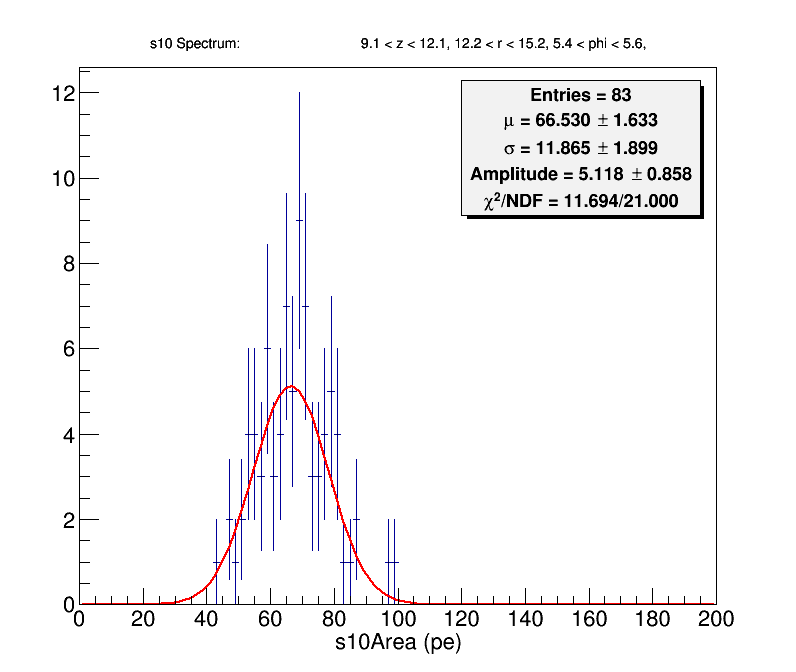 s10 Spectrum: 9.1 < z < 12.1, 12.2 < r < 15.2, 5.4 < phi < 5.6,
Entries = 83
μ = 66.530 ± 1.633
σ = 11.865 ± 1.899
Amplitude = 5.118 ± 0.858
χ²/NDF = 11.694/21.000
12
10
8
6
4
2
0
0 20 40 60 80 100 120 140 160 180 200
s10Area (pe)